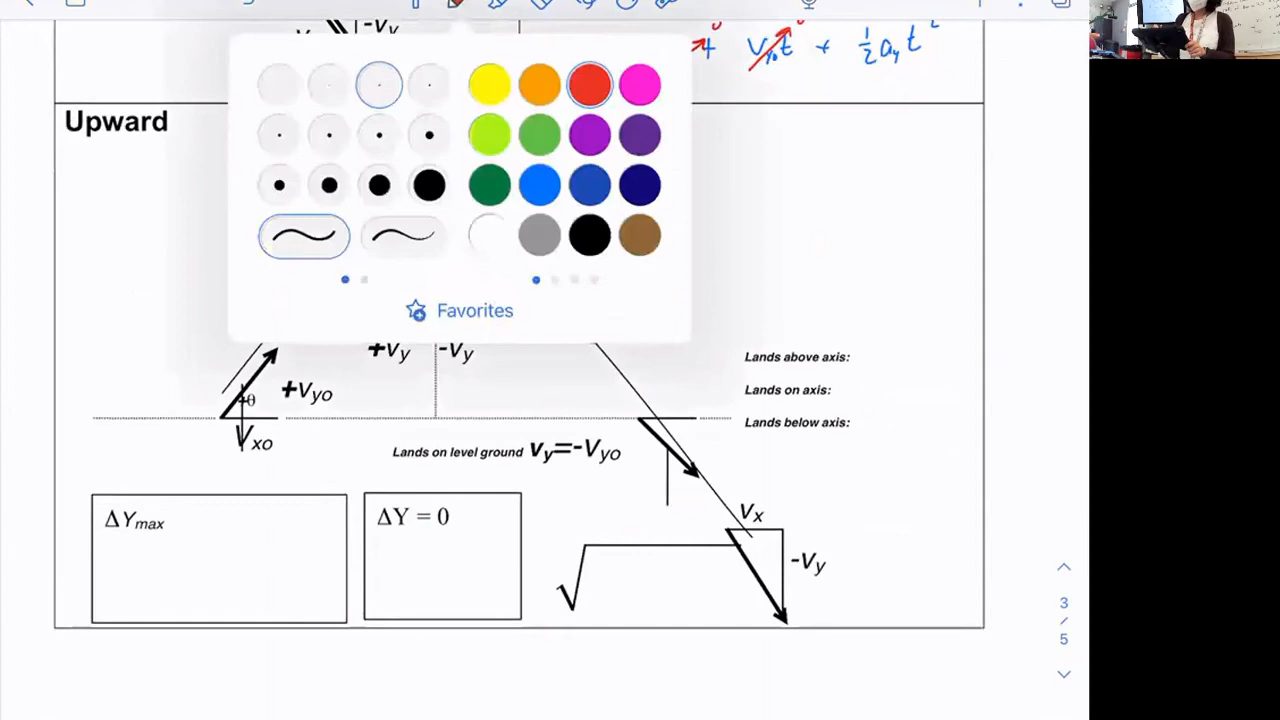 -Vy
Vyot + ½ayt²
Upward
Favorites
+Vy -Vy
+Vyo
θ
Vxo
Lands above axis:
Lands on axis:
Lands below axis:
Lands on level ground vy=-Vyo
ΔYmax
ΔY = 0
Vx
-Vy
3
/
5